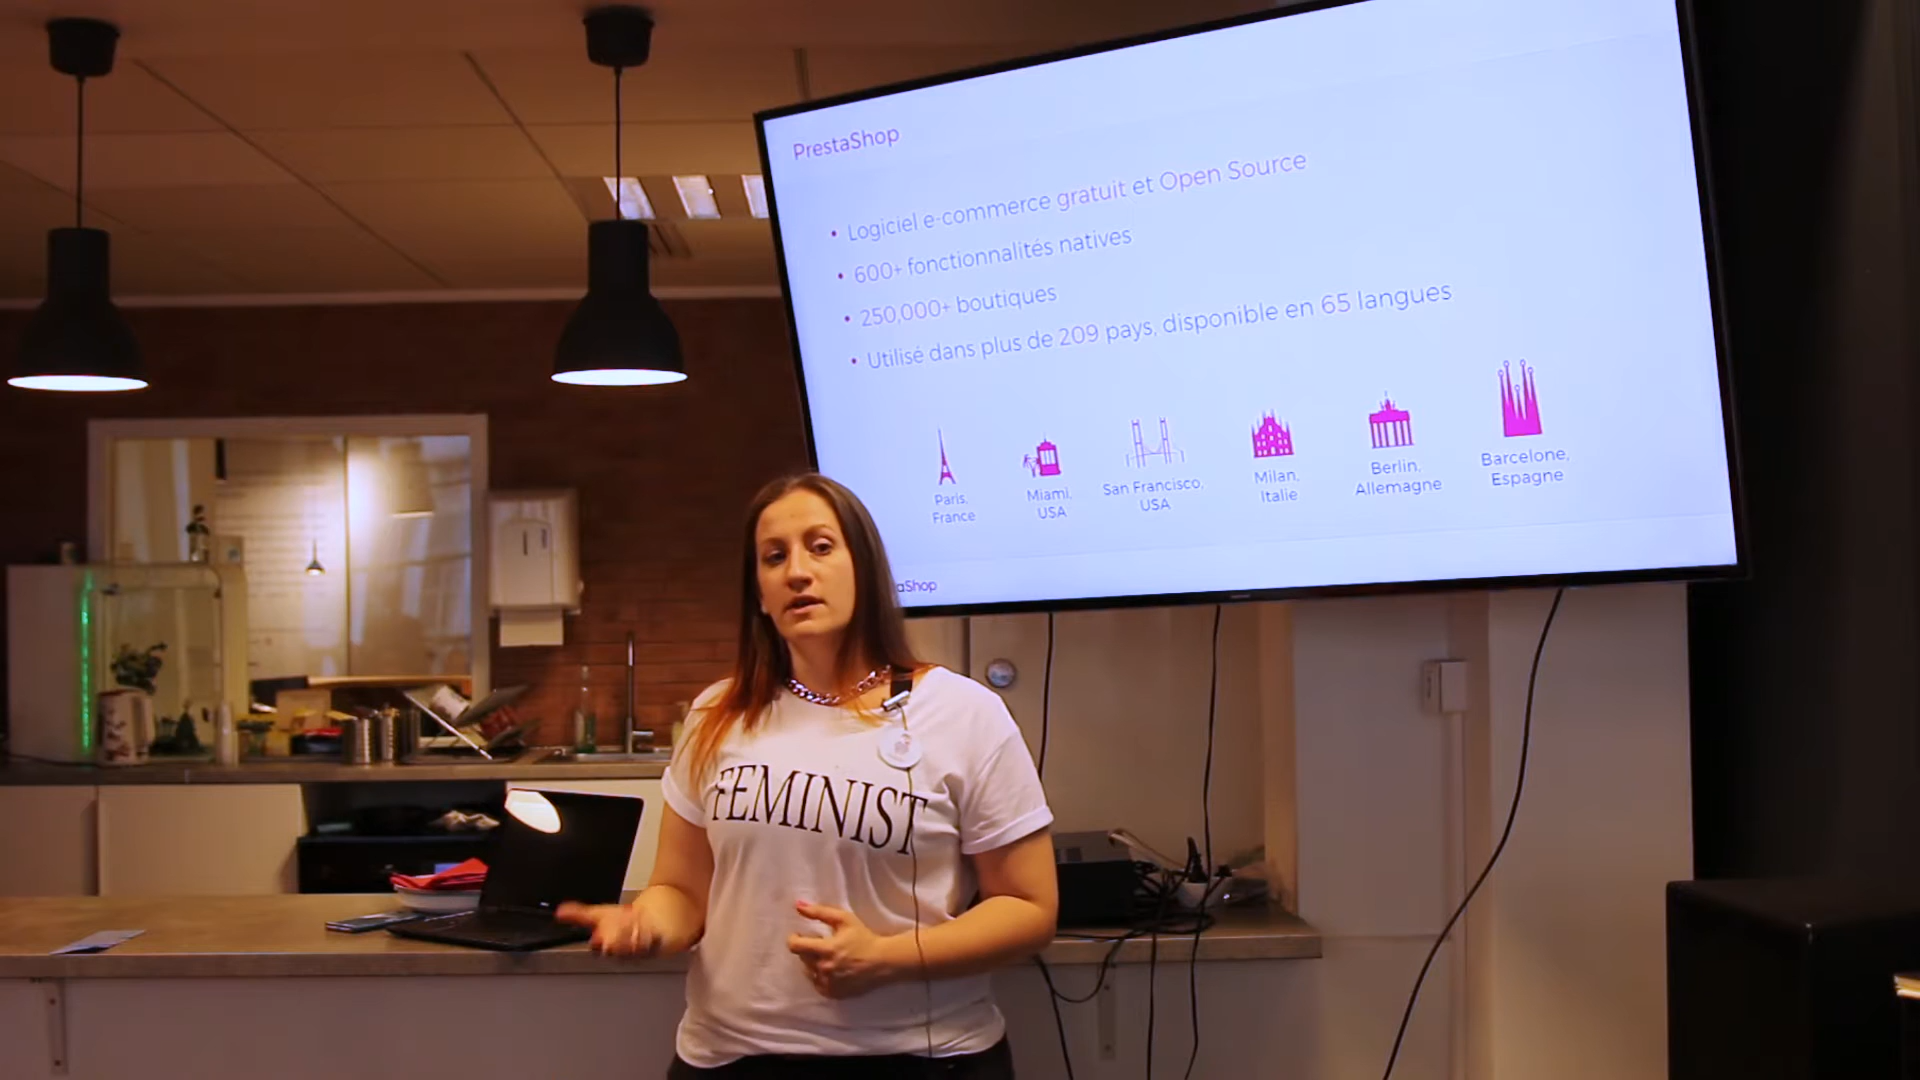 PrestaShop
• Logiciel e-commerce gratuit et Open Source
• 600+ fonctionnalités natives
• 250,000+ boutiques
• Utilisé dans plus de 209 pays, disponible en 65 langues
Paris,
France
Miami,
USA
San Francisco,
USA
Milan,
Italie
Berlin,
Allemagne
Barcelone,
Espagne
aShop
FEMINIST